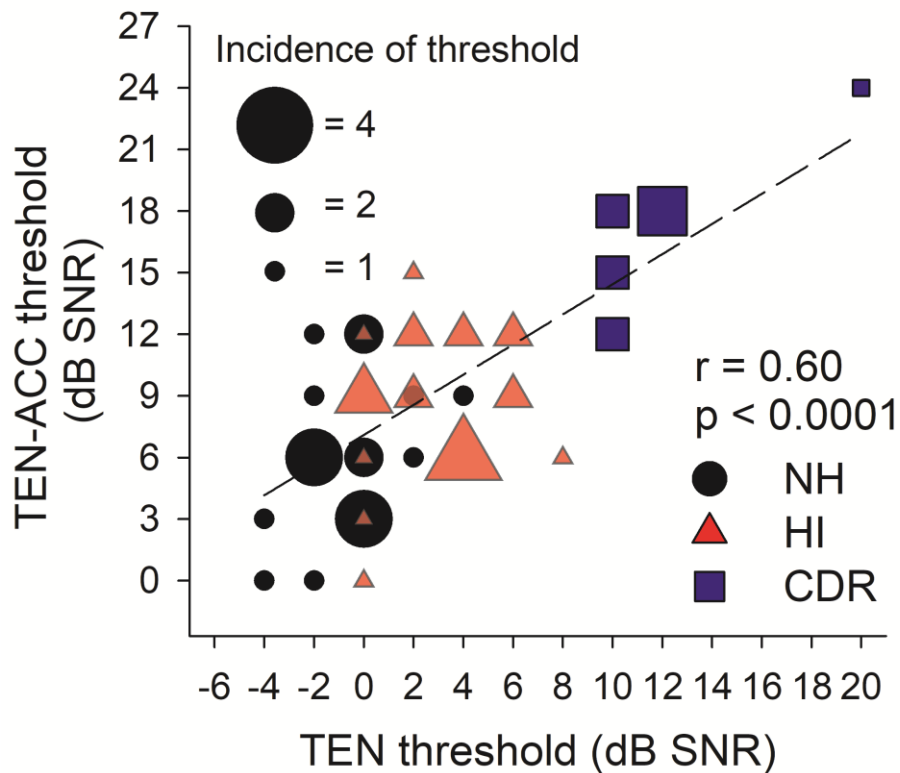 Incidence of threshold
= 4
= 2
= 1
27
24
21
18
15
12
9
6
3
0
TEN-ACC threshold
(dB SNR)
r = 0.60
p < 0.0001
NH
HI
CDR
-6 -4 -2 0 2 4 6 8 10 12 14 16 18 20
TEN threshold (dB SNR)